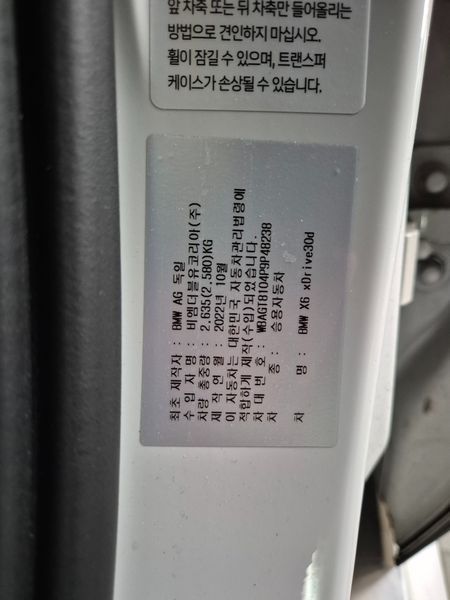 앞 차축 또는 뒤 차축만 들어올리는
방법으로 견인하지 마십시오.
휠이 잠길 수 있으며, 트랜스퍼
케이스가 손상될 수 있습니다.
최초 제작자 : BMW AG 독일
수 입 자 명 : 비엠더블유코리아(주)
차량 총중량 : 2,635(2,580)KG
제 작 연 월 : 2022년 10월
이 자동차는 대한민국 자동차관리법령에
적합하게 제작(수입)되었습니다.
차 대 번 호 : WBAGT8104P9P48238
차 종 : 승용자동차
차 명 : BMW X6 xDrive30d